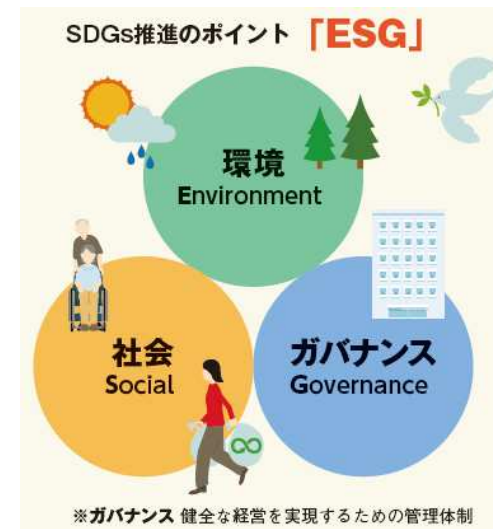 SDGs推進のポイント「ESG」
環境
Environment
社会
Social
ガバナンス
Governance
※ガバナンス 健全な経営を実現するための管理体制